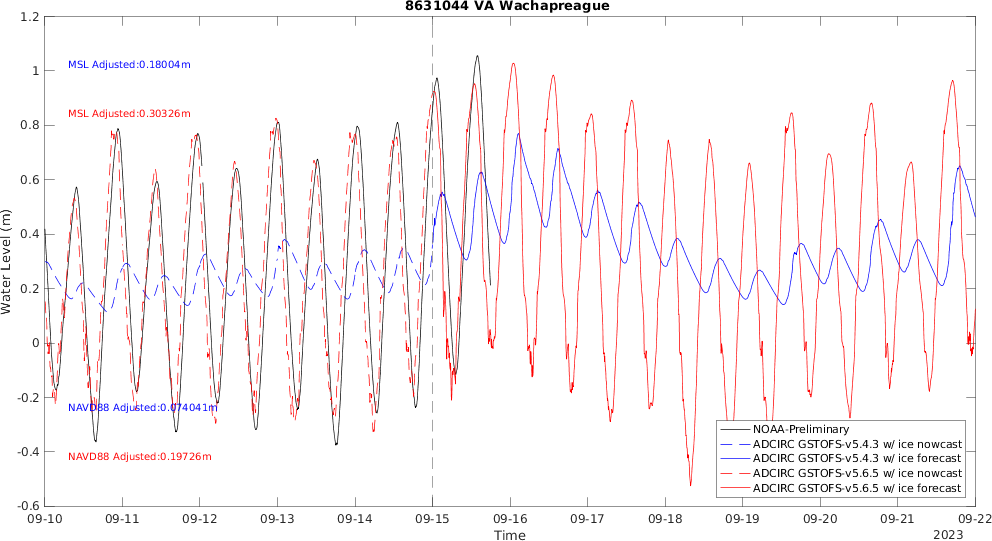 8631044 VA Wachapreague
1.2
1
0.8
0.6
0.4
0.2
0
-0.2
-0.4
-0.6
Water Level (m)
MSL Adjusted:0.18004m
MSL Adjusted:0.30326m
NAVD88 Adjusted:0.074041m
NAVD88 Adjusted:0.19726m
NOAA-Preliminary
ADCIRC GSTOFS-v5.4.3 w/ ice nowcast
ADCIRC GSTOFS-v5.4.3 w/ ice forecast
ADCIRC GSTOFS-v5.6.5 w/ ice nowcast
ADCIRC GSTOFS-v5.6.5 w/ ice forecast
09-10 09-11 09-12 09-13 09-14 09-15 09-16 09-17 09-18 09-19 09-20 09-21 09-22
Time
2023